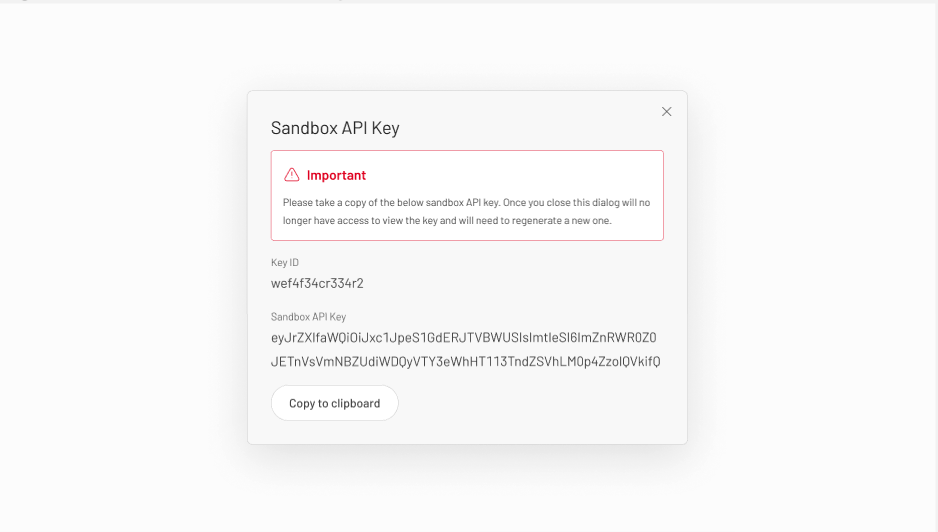 Sandbox API Key
Important
Please take a copy of the below sandbox API key. Once you close this dialog will no
longer have access to view the key and will need to regenerate a new one.
Key ID
wef4f34cr334r2
Sandbox API Key
eyJrZXlfaWQiOiJxc1JpeS1GdERJTVBWUSIsImtleSI6ImZnRWR0Z0
JETnVsVmNBZUdiWDQyVTY3eWhHT113TndZSVhLM0p4ZzolQVkifQ
Copy to clipboard